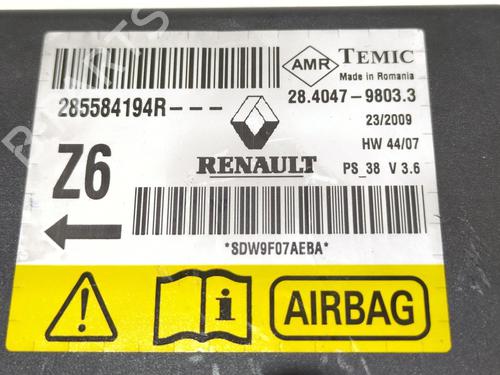 AMR TEMIC
Made in Romania
285584194R---
28.4047-9803.3
23/2009
HW 44/07
Z6
RENAULT
PS_38 V 3.6
*8DW9F07AEBA*
AIRBAG